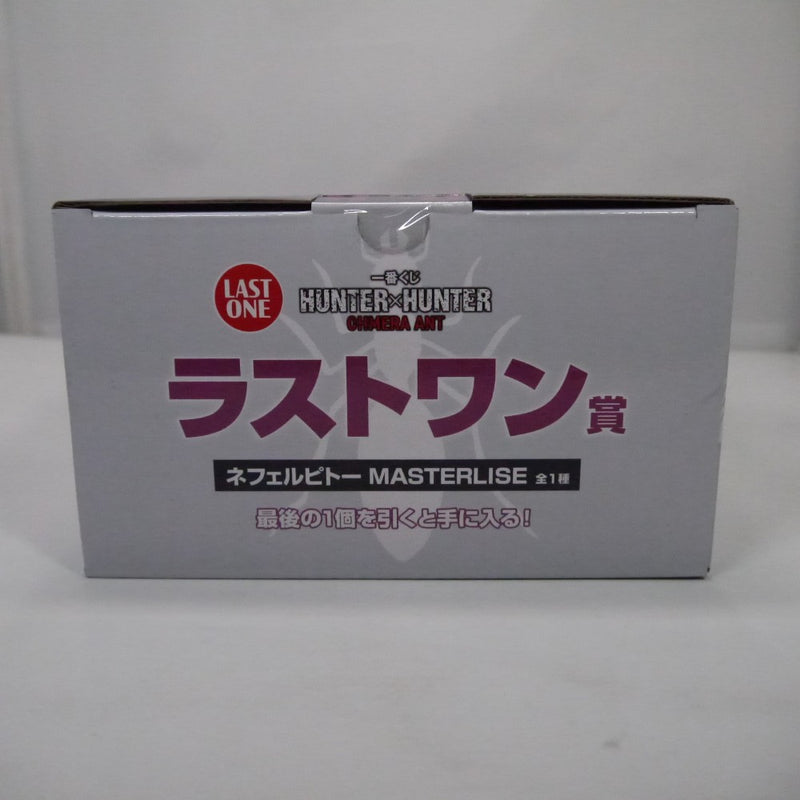 LAST
ONE
一番くじ
HUNTER×HUNTER
CHIMERA ANT
ラストワン賞
ネフェルピトー MASTERLISE 全1種
最後の1個を引くと手に入る!